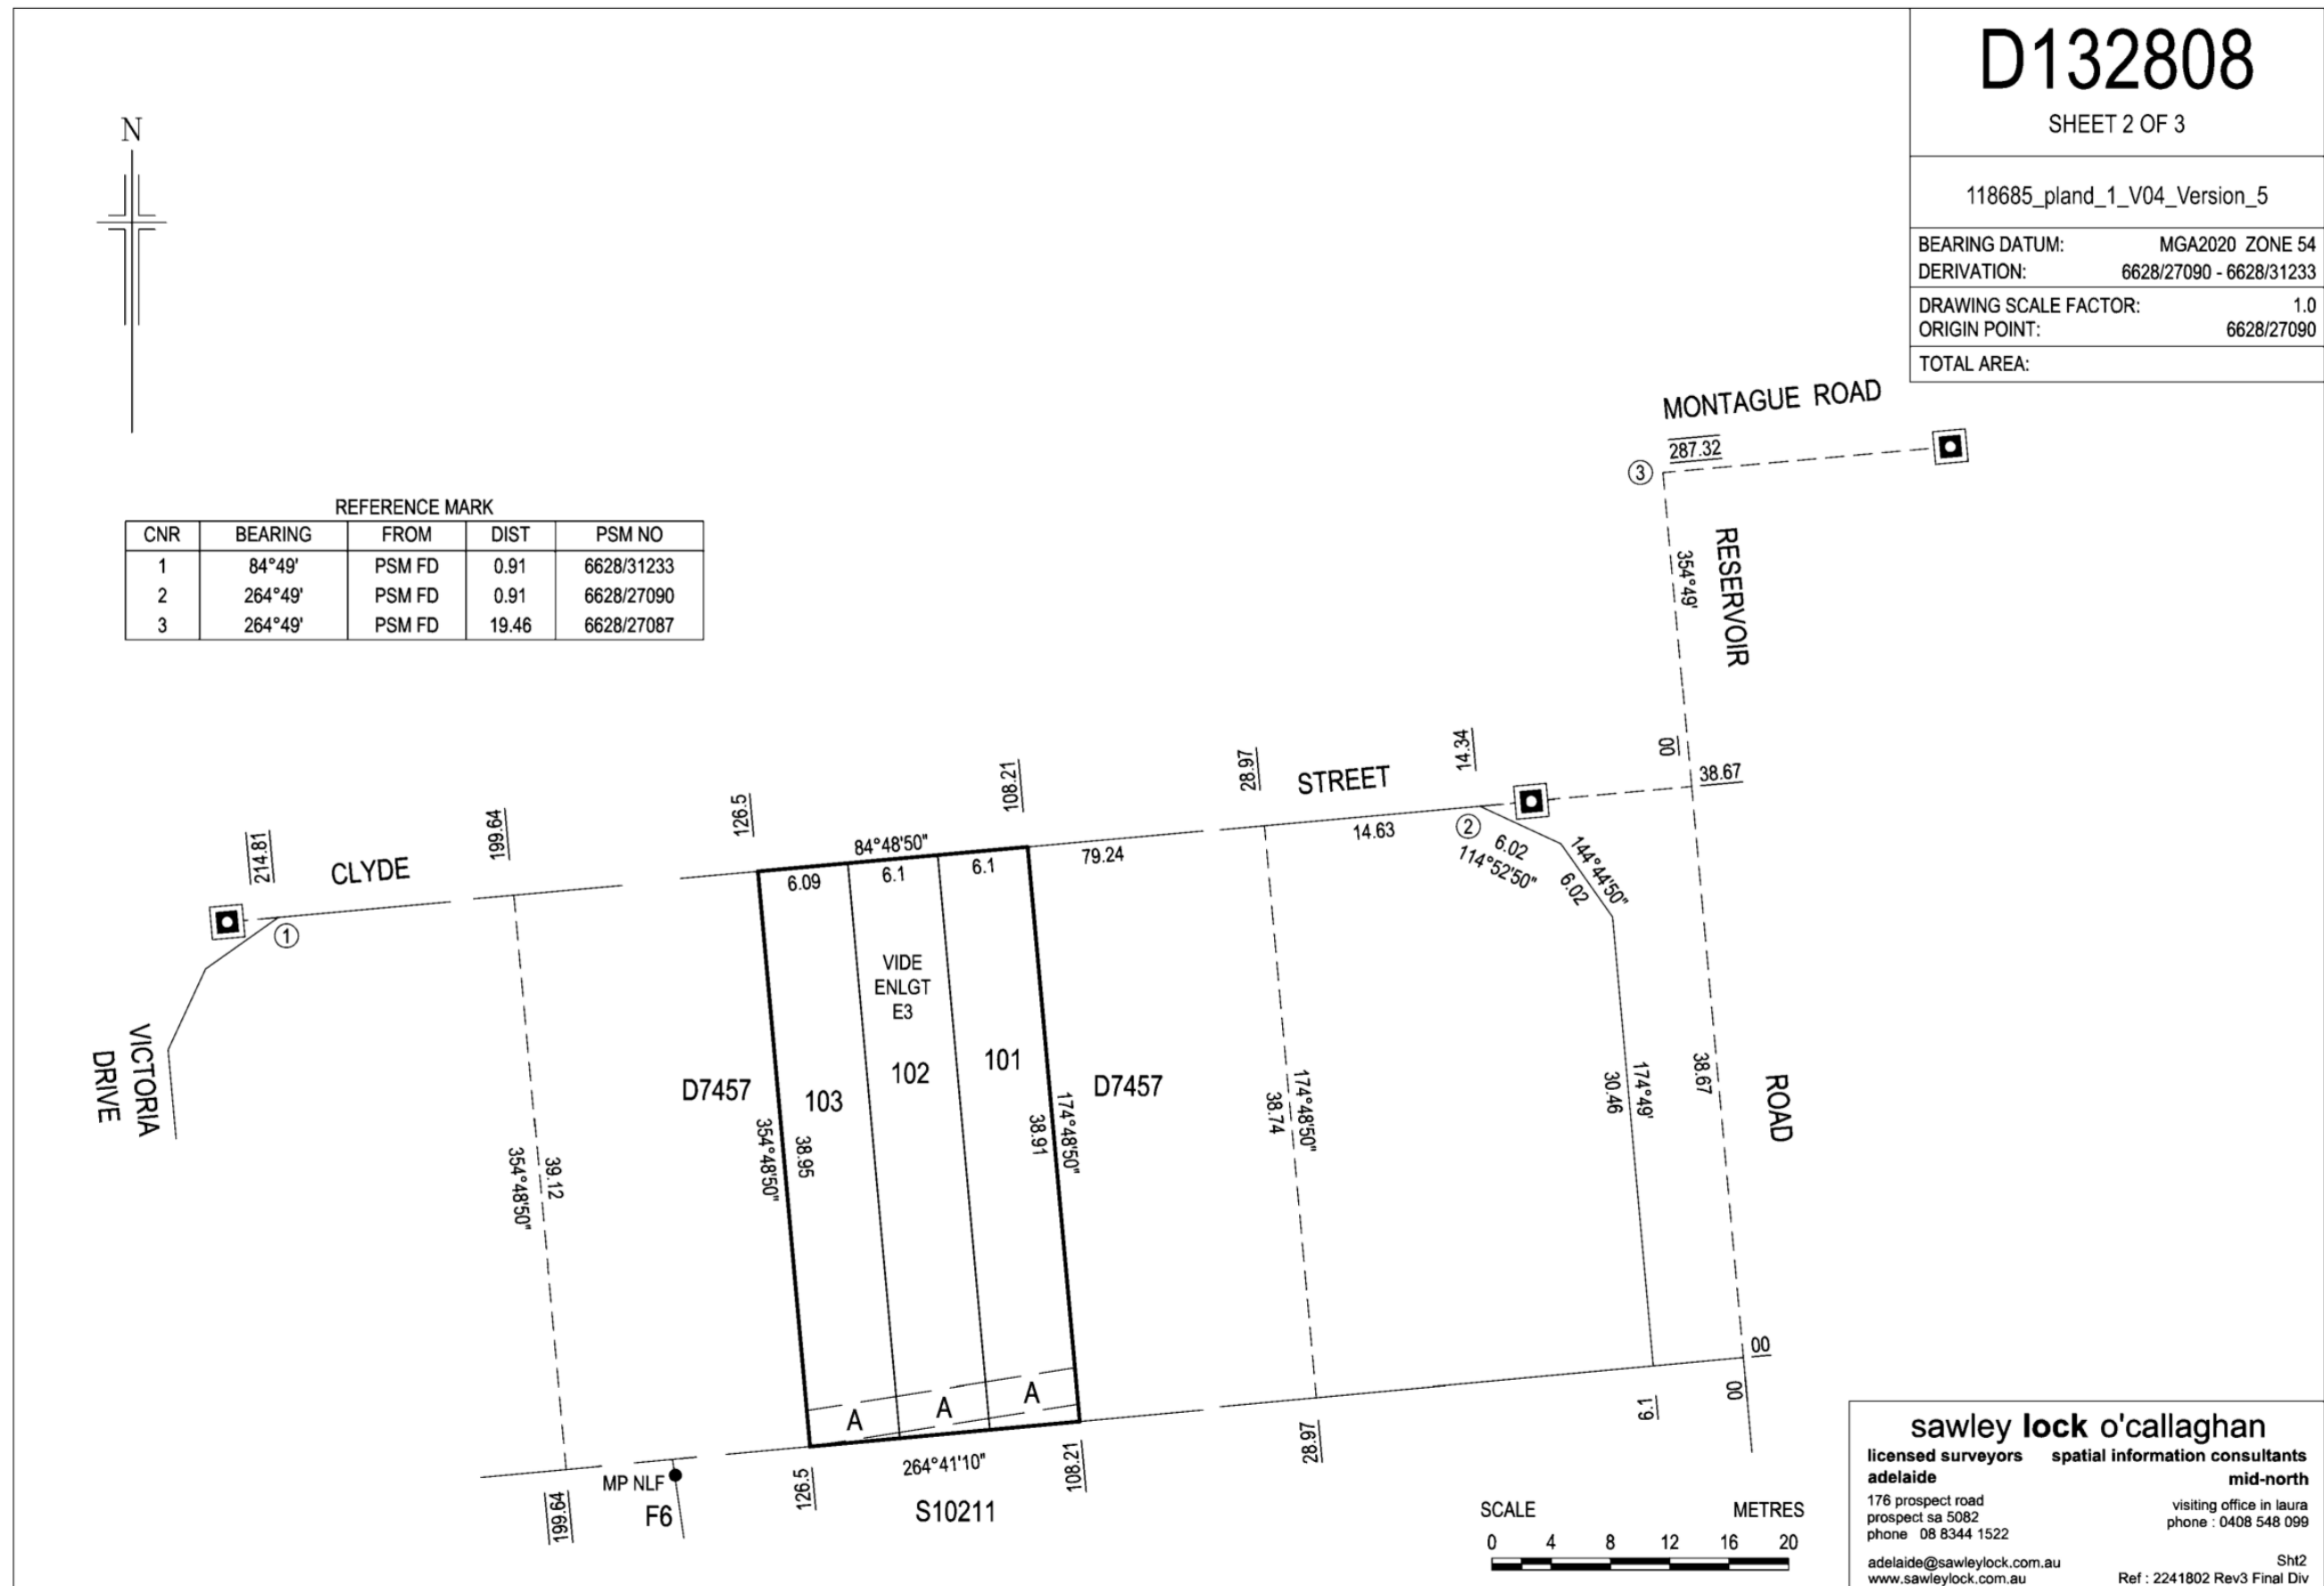 D132808
SHEET 2 OF 3
118685_pland_1_V04_Version_5
BEARING DATUM: MGA2020 ZONE 54
DERIVATION: 6628/27090 - 6628/31233
DRAWING SCALE FACTOR: 1.0
ORIGIN POINT: 6628/27090
TOTAL AREA:
N
REFERENCE MARK
CNR BEARING FROM DIST PSM NO
1 84°49' PSM FD 0.91 6628/31233
2 264°49' PSM FD 0.91 6628/27090
3 264°49' PSM FD 19.46 6628/27087
MONTAGUE ROAD
287.32
3
354°49'
RESERVOIR
00
38.67
STREET
14.34
28.97
108.21
126.5
199.64
214.81
CLYDE
84°48'50"
6.09
6.1
6.1
79.24
14.63
2
6.02
114°52'50"
144°44'50"
6.02
1
VICTORIA
DRIVE
VIDE
ENLGT
E3
D7457
103
102
101
D7457
354°48'50"
39.12
354°48'50"
38.95
38.91
174°48'50"
38.74
174°48'50"
30.46
174°49'
38.67
ROAD
A
A
A
00
00
6.1
28.97
108.21
264°41'10"
126.5
199.64
MP NLF
F6
S10211
SCALE METRES
0 4 8 12 16 20
sawley lock o'callaghan
licensed surveyors spatial information consultants
adelaide mid-north
176 prospect road visiting office in laura
prospect sa 5082 phone : 0408 548 099
phone 08 8344 1522
adelaide@sawleylock.com.au Sht2
www.sawleylock.com.au Ref : 2241802 Rev3 Final Div